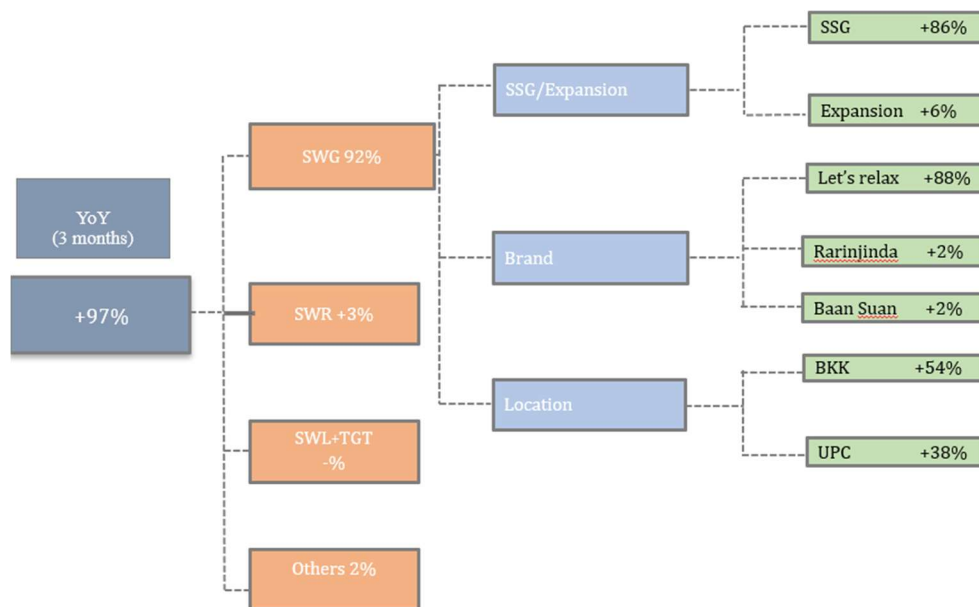 YoY
(3 months)
+97%
SWG 92%
SWR +3%
SWL+TGT
-%
Others 2%
SSG/Expansion
Brand
Location
SSG +86%
Expansion +6%
Let's relax +88%
Rarinjinda +2%
Baan Suan +2%
BKK +54%
UPC +38%